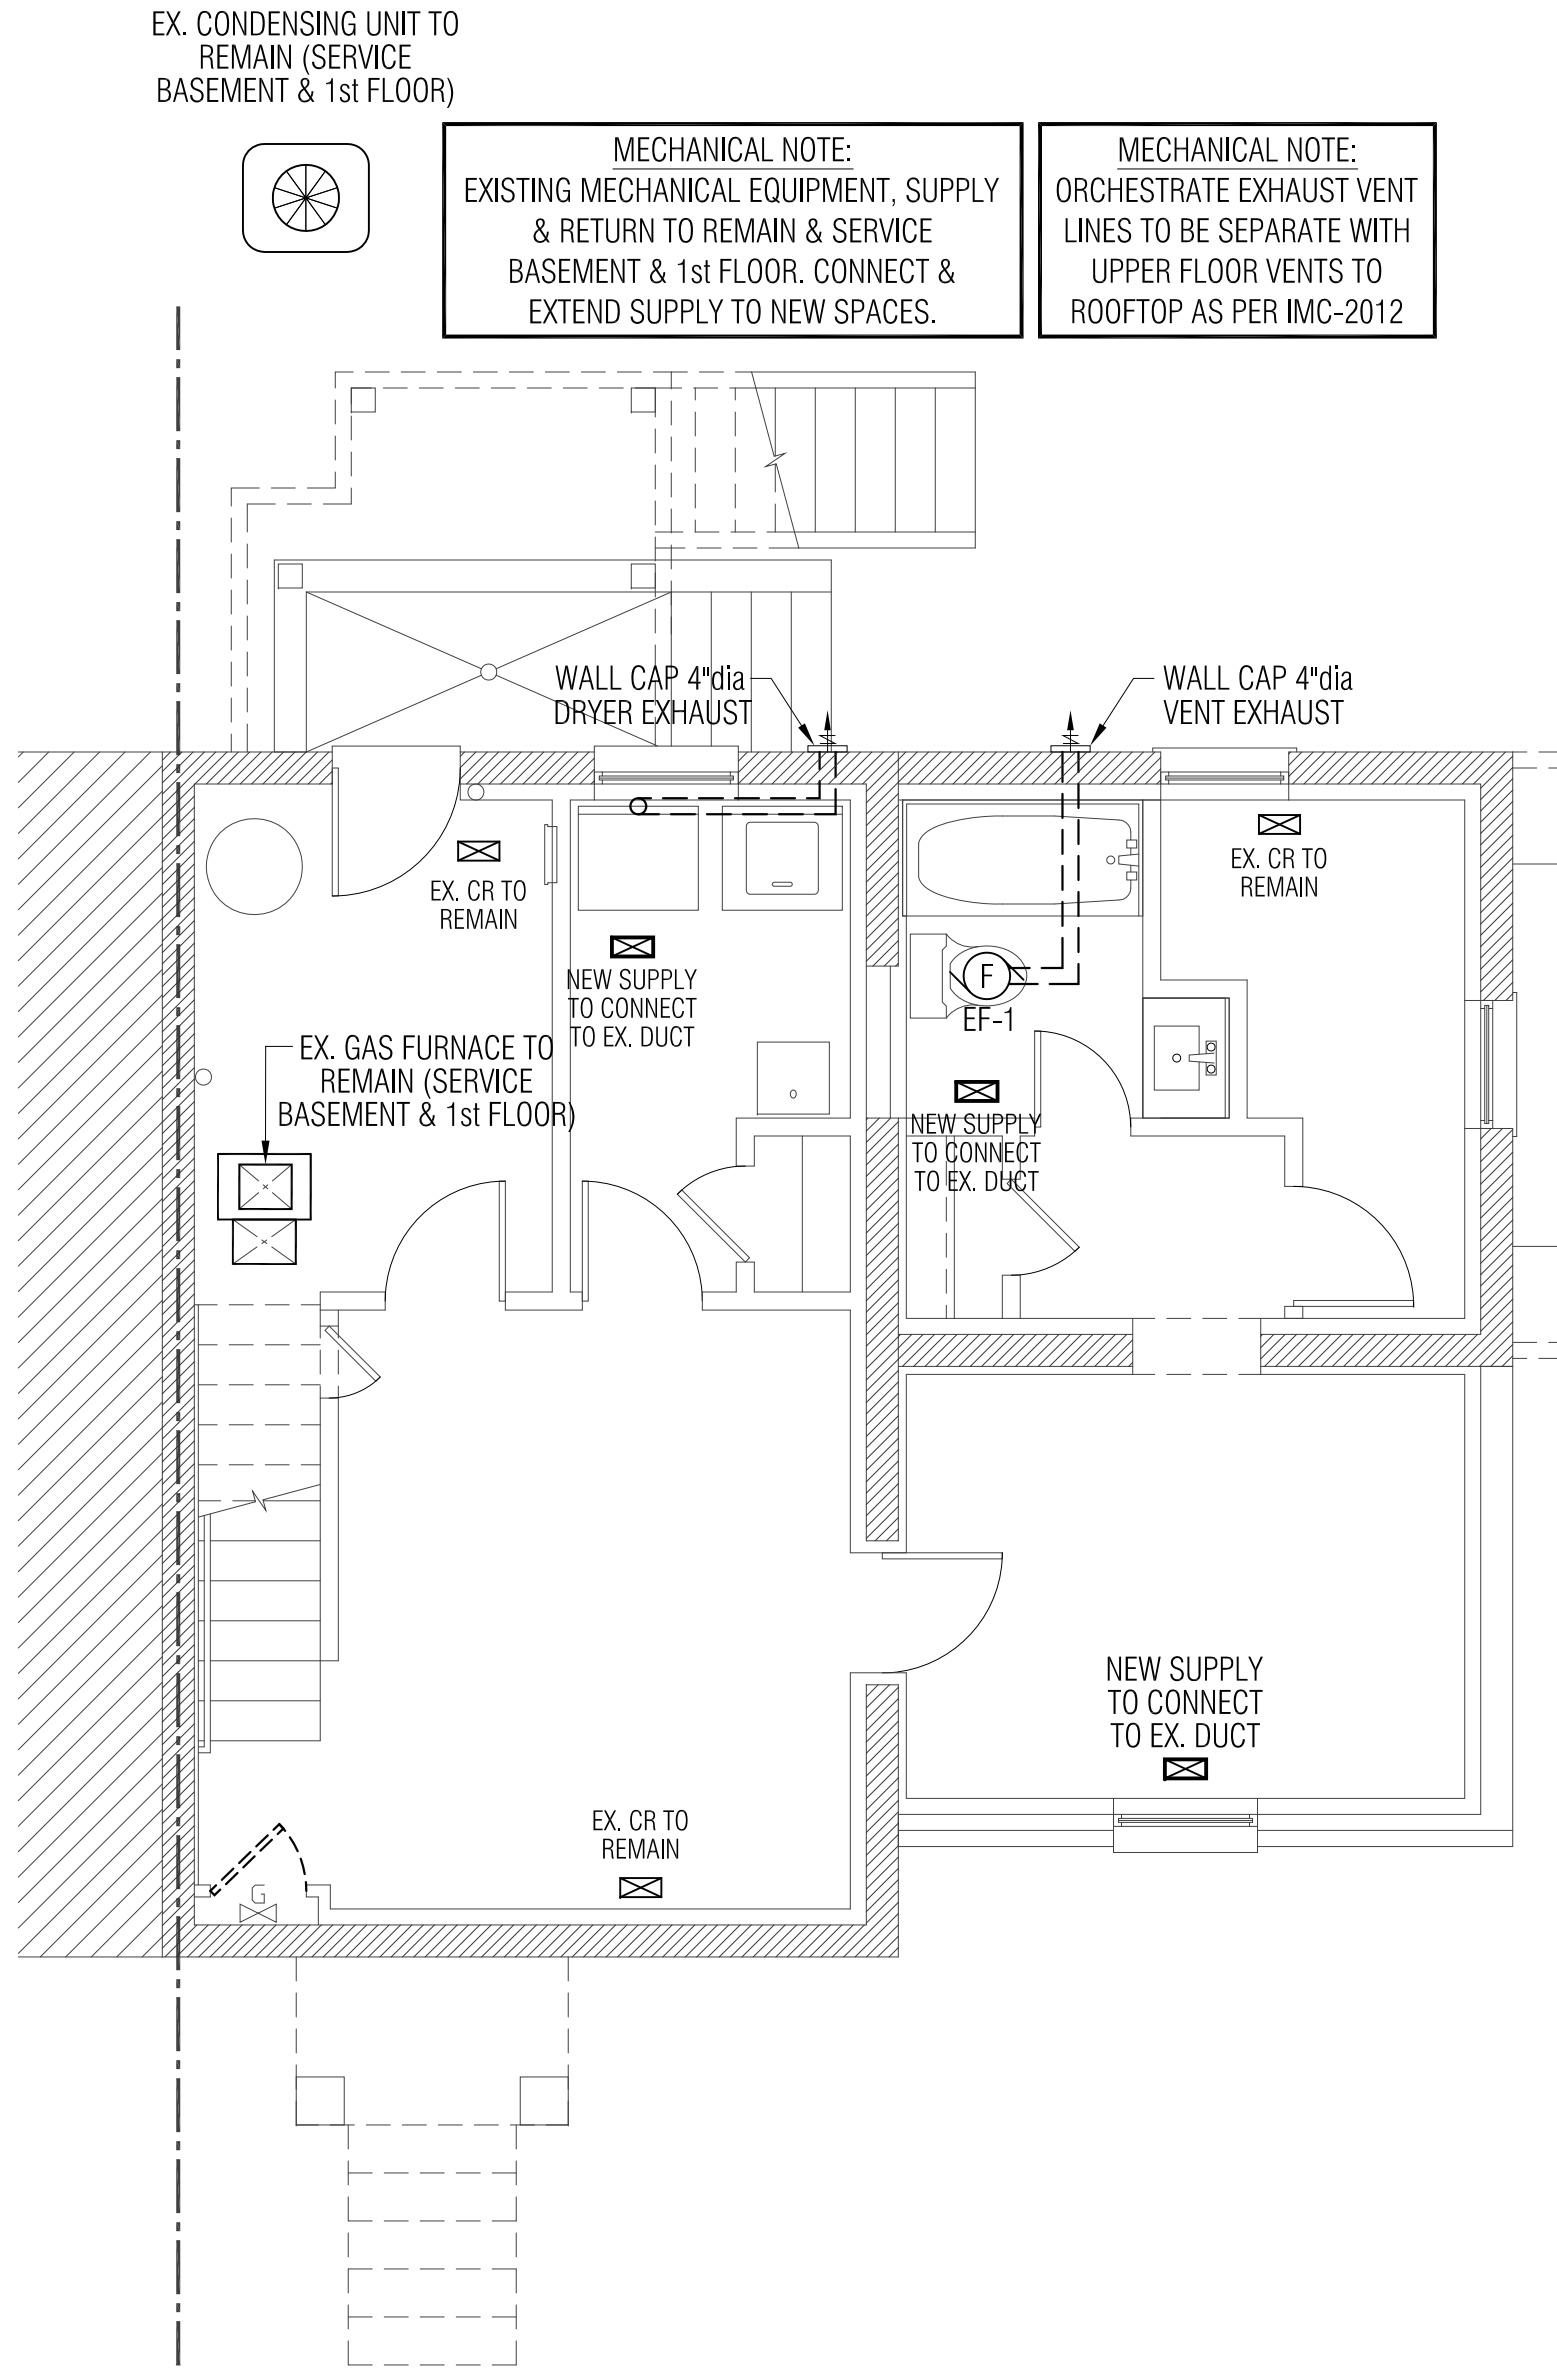 EX. CONDENSING UNIT TO
REMAIN (SERVICE
BASEMENT & 1st FLOOR)
MECHANICAL NOTE:
EXISTING MECHANICAL EQUIPMENT, SUPPLY
& RETURN TO REMAIN & SERVICE
BASEMENT & 1st FLOOR. CONNECT &
EXTEND SUPPLY TO NEW SPACES.
MECHANICAL NOTE:
ORCHESTRATE EXHAUST VENT
LINES TO BE SEPARATE WITH
UPPER FLOOR VENTS TO
ROOFTOP AS PER IMC-2012
WALL CAP 4"dia
DRYER EXHAUST
WALL CAP 4"dia
VENT EXHAUST
EX. CR TO
REMAIN
EX. CR TO
REMAIN
NEW SUPPLY
TO CONNECT
TO EX. DUCT
F
EF-1
EX. GAS FURNACE TO
REMAIN (SERVICE
BASEMENT & 1st FLOOR)
NEW SUPPLY
TO CONNECT
TO EX. DUCT
NEW SUPPLY
TO CONNECT
TO EX. DUCT
EX. CR TO
REMAIN
G